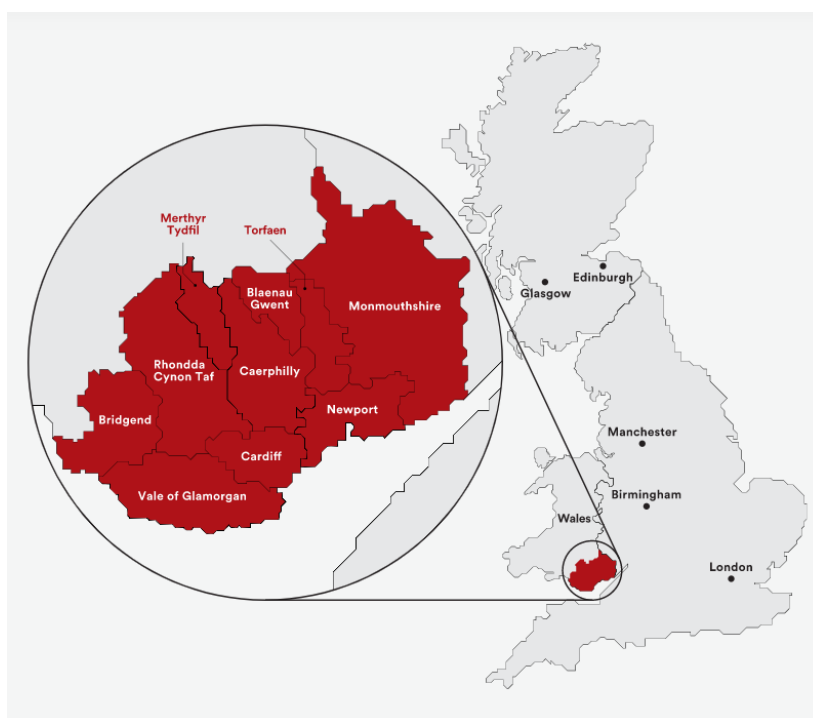 Merthyr
Tydfil
Torfaen
Blaenau
Gwent
Monmouthshire
Rhondda
Cynon Taf
Caerphilly
Bridgend
Newport
Cardiff
Vale of Glamorgan
Edinburgh
Glasgow
Manchester
Birmingham
Wales
London